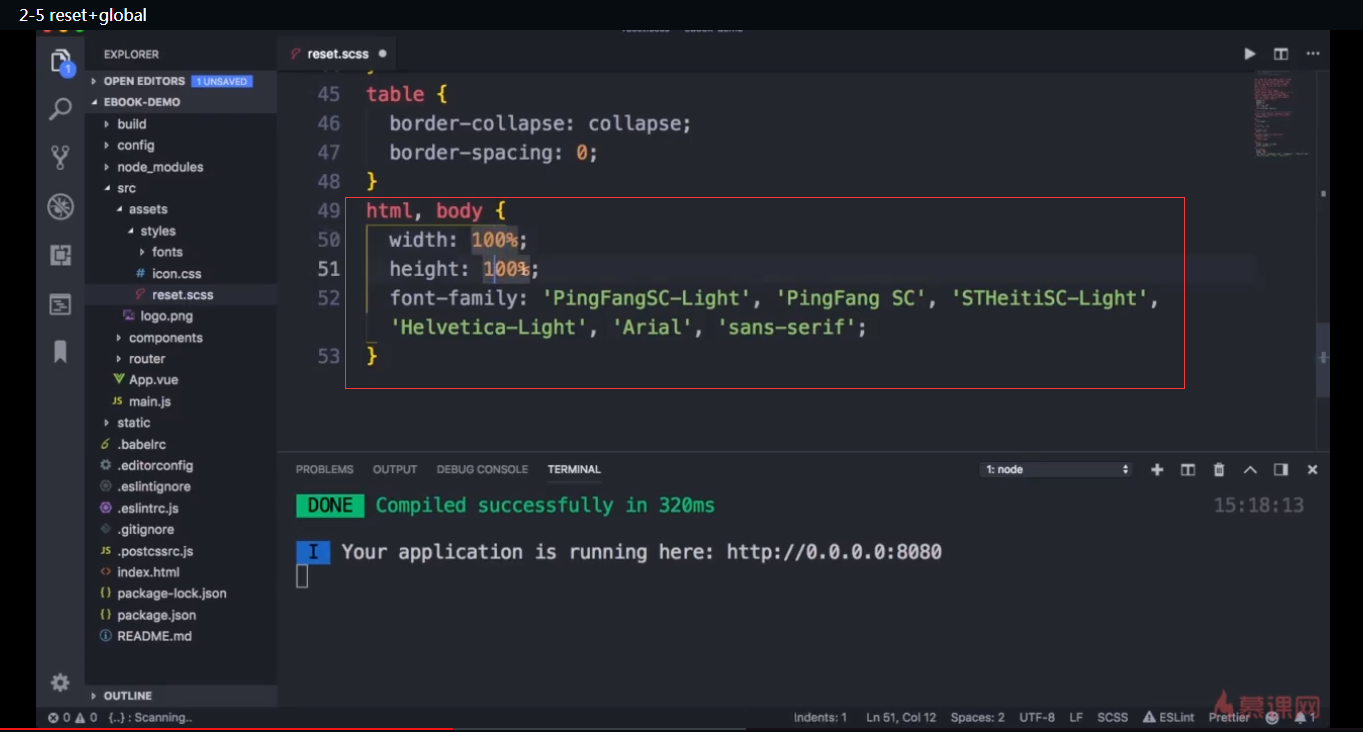 2-5 reset+global
EXPLORER
OPEN EDITORS 1 UNSAVED
EBOOK-DEMO
build
config
node_modules
src
assets
styles
fonts
# icon.css
reset.scss
logo.png
components
router
App.vue
JS main.js
static
.babelrc
.editorconfig
.eslintignore
.eslintrc.js
.gitignore
JS .postcssrc.js
index.html
package-lock.json
package.json
README.md
OUTLINE
1
reset.scss
45 table {
46 border-collapse: collapse;
47 border-spacing: 0;
48 }
49 html, body {
50 width: 100%;
51 height: 100%;
52 font-family: 'PingFangSC-Light', 'PingFang SC', 'STHeitiSC-Light',
'Helvetica-Light', 'Arial', 'sans-serif';
53 }
PROBLEMS OUTPUT DEBUG CONSOLE TERMINAL 1: node
DONE Compiled successfully in 320ms 15:18:13
I Your application is running here: http://0.0.0.0:8080
慕课网
0 0 {..} : Scanning.. Indents: 1 Ln 51, Col 12 Spaces: 2 UTF-8 LF SCSS ESLint Prettier 1